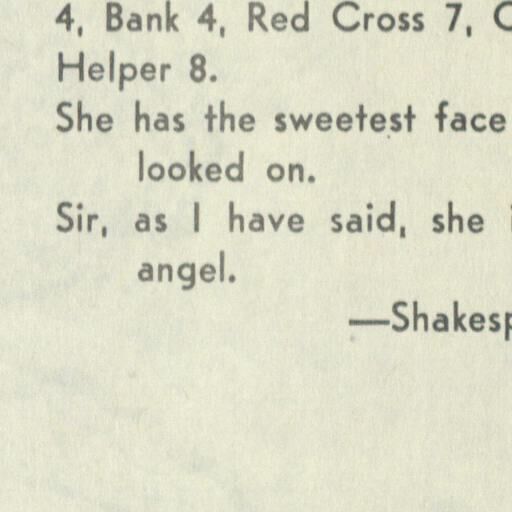 4, Bank 4, Red Cross 7,
Helper 8.
She has the sweetest face
looked on.
Sir, as I have said, she
angel.
—Shakesp